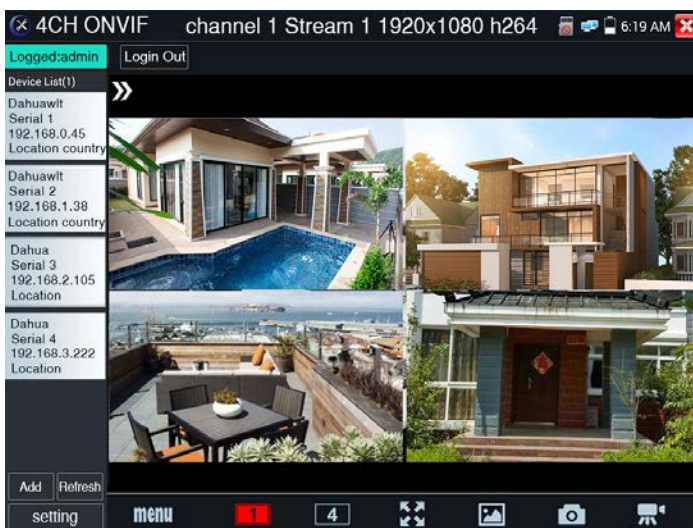 4CH ONVIF channel 1 Stream 1 1920x1080 h264 6:19 AM
Logged:admin Login Out
Device List(1)
Dahuawlt
Serial 1
192.168.0.45
Location country
Dahuawlt
Serial 2
192.168.1.38
Location country
Dahua
Serial 3
192.168.2.105
Location
Dahua
Serial 4
192.168.3.222
Location
Add Refresh
setting menu 1 4